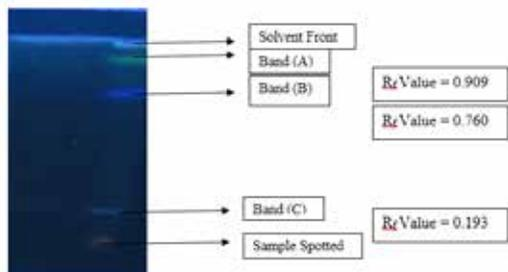 Solvent Front
Band (A)
Band (B)
Rf Value = 0.909
Rf Value = 0.760
Band (C)
Rf Value = 0.193
Sample Spotted